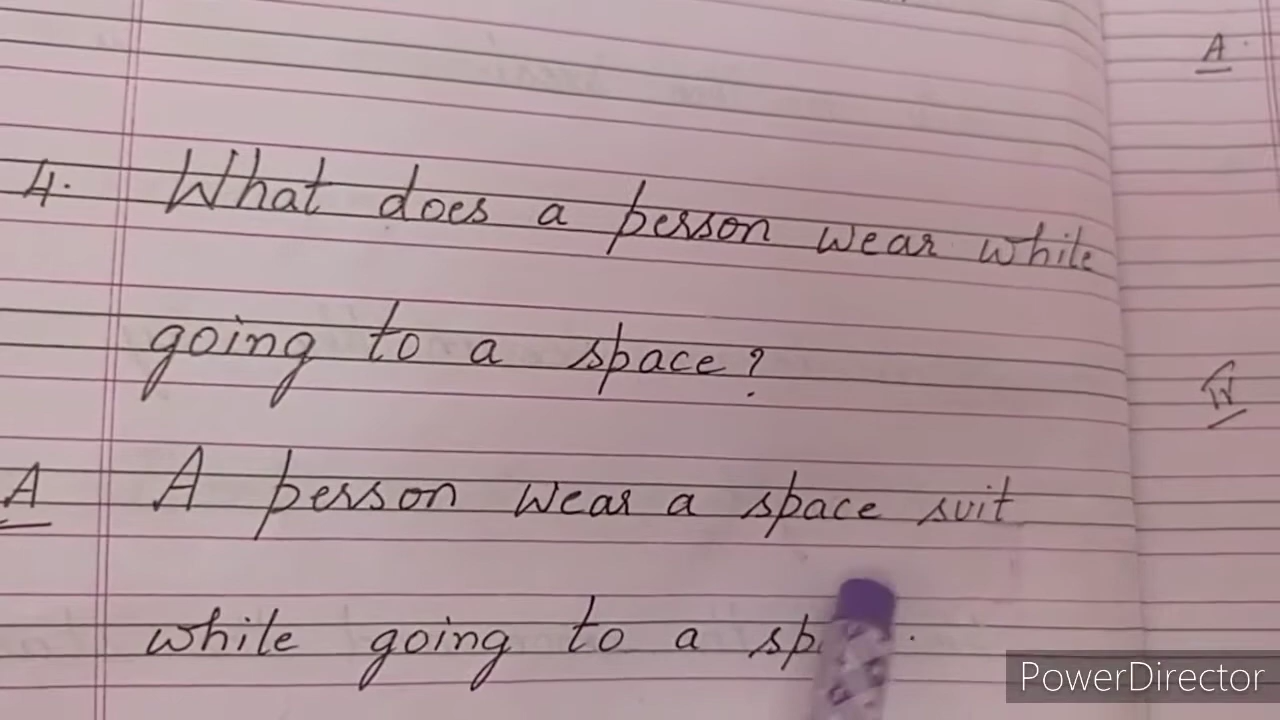 A.
4. What does a person wear while
going to a space?
A A person wear a space suit
while going to a
PowerDirector